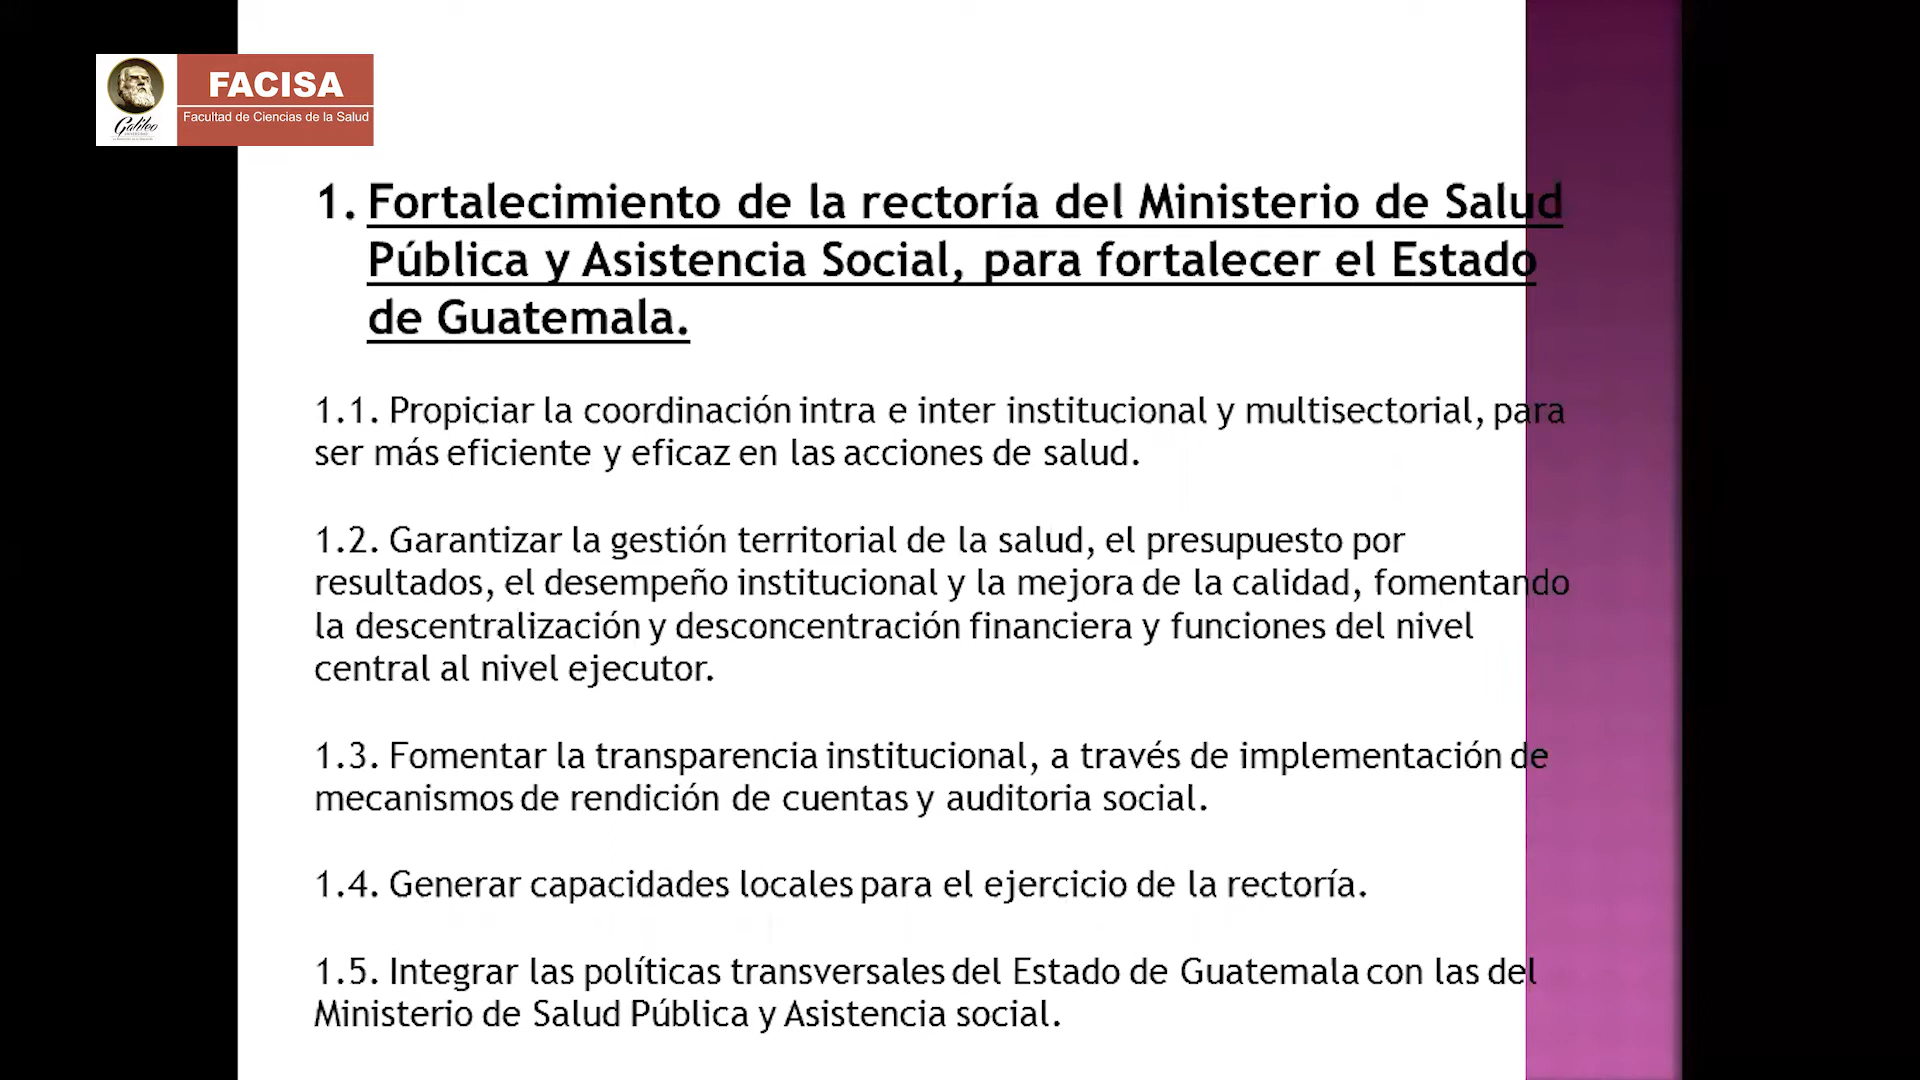 FACISA
Facultad de Ciencias de la Salud
Galileo
1. Fortalecimiento de la rectoría del Ministerio de Salud
Pública y Asistencia Social, para fortalecer el Estado
de Guatemala.
1.1. Propiciar la coordinación intra e inter institucional y multisectorial, para
ser más eficiente y eficaz en las acciones de salud.
1.2. Garantizar la gestión territorial de la salud, el presupuesto por
resultados, el desempeño institucional y la mejora de la calidad, fomentando
la descentralización y desconcentración financiera y funciones del nivel
central al nivel ejecutor.
1.3. Fomentar la transparencia institucional, a través de implementación de
mecanismos de rendición de cuentas y auditoria social.
1.4. Generar capacidades locales para el ejercicio de la rectoría.
1.5. Integrar las políticas transversales del Estado de Guatemala con las del
Ministerio de Salud Pública y Asistencia social.